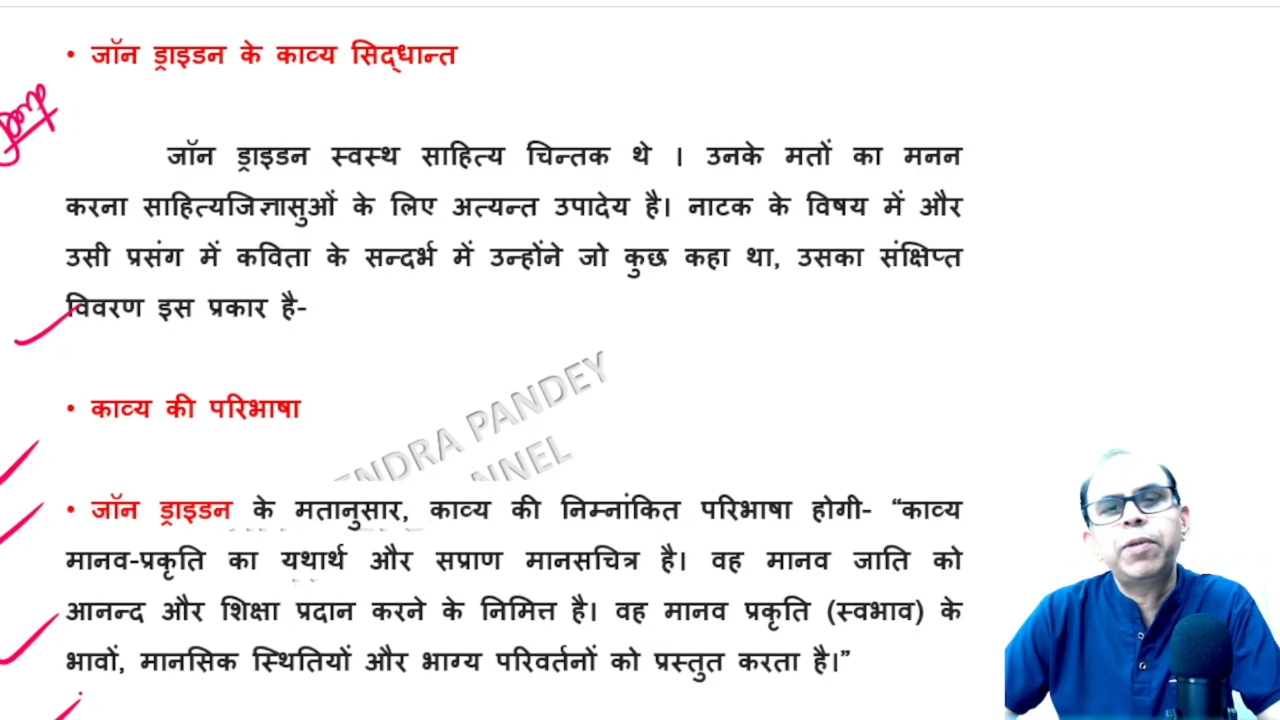 • जॉन ड्राइडन के काव्य सिद्धान्त
जॉन ड्राइडन स्वस्थ साहित्य चिन्तक थे । उनके मतों का मनन
करना साहित्यजिज्ञासुओं के लिए अत्यन्त उपादेय है। नाटक के विषय में और
उसी प्रसंग में कविता के सन्दर्भ में उन्होंने जो कुछ कहा था, उसका संक्षिप्त
विवरण इस प्रकार है-
• काव्य की परिभाषा
PANDEY
• जॉन ड्राइडन के मतानुसार, काव्य की निम्नांकित परिभाषा होगी- “काव्य
मानव-प्रकृति का यथार्थ और सप्राण मानसचित्र है। वह मानव जाति को
आनन्द और शिक्षा प्रदान करने के निमित्त है। वह मानव प्रकृति (स्वभाव) के
भावों, मानसिक स्थितियों और भाग्य परिवर्तनों को प्रस्तुत करता है।”